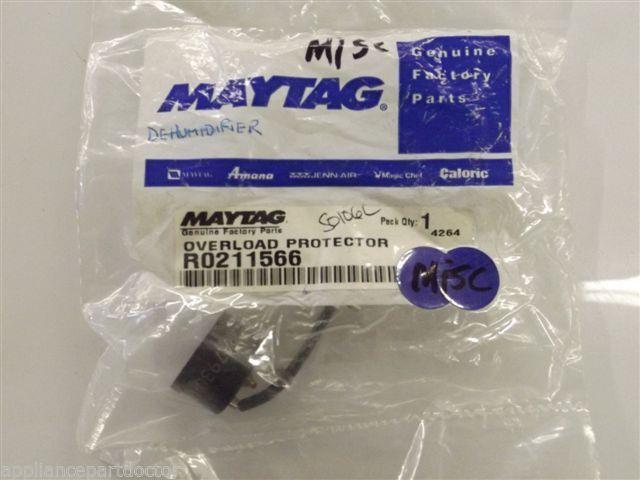 MISC
Genuine
Factory
Parts
MAYTAG®
DEHUMIDIFIER
MAYTAG Amana JENN-AIR Magic Chef Caloric
MAYTAG
Genuine Factory Parts
Pack Qty: 1
4264
OVERLOAD PROTECTOR
R0211566
MISC
appliancepartdoctor